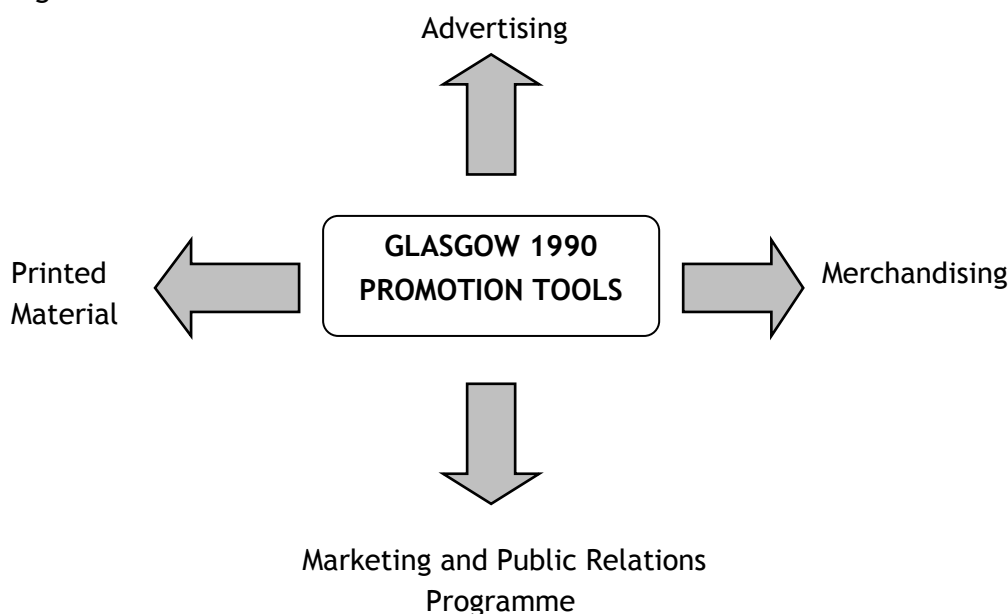 Advertising
GLASGOW 1990
PROMOTION TOOLS
Printed
Material
Merchandising
Marketing and Public Relations
Programme